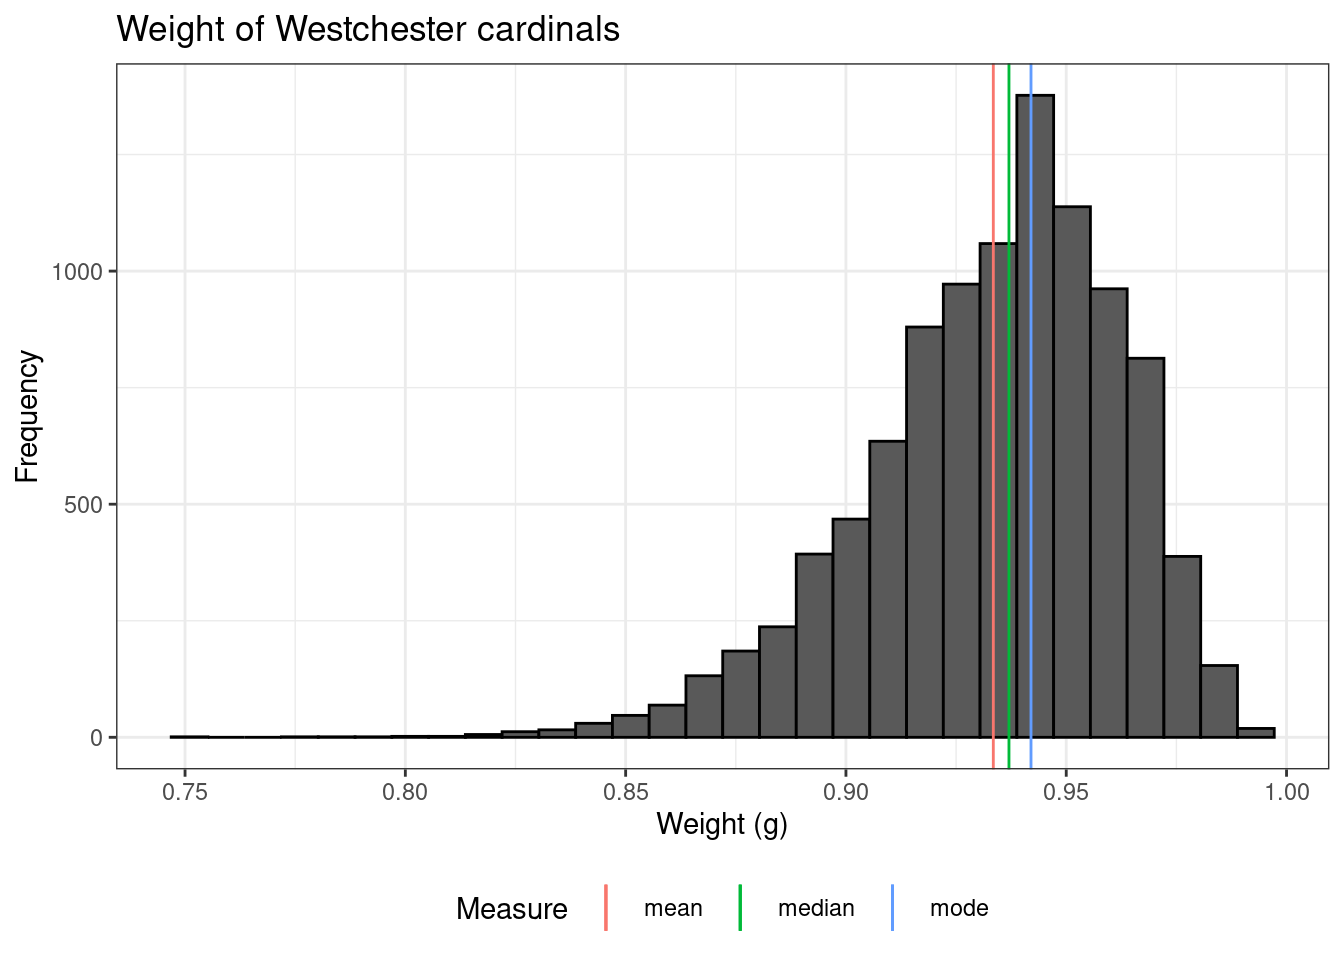 Weight of Westchester cardinals
Frequency
1000
500
0
0.75 0.80 0.85 0.90 0.95 1.00
Weight (g)
Measure mean median mode